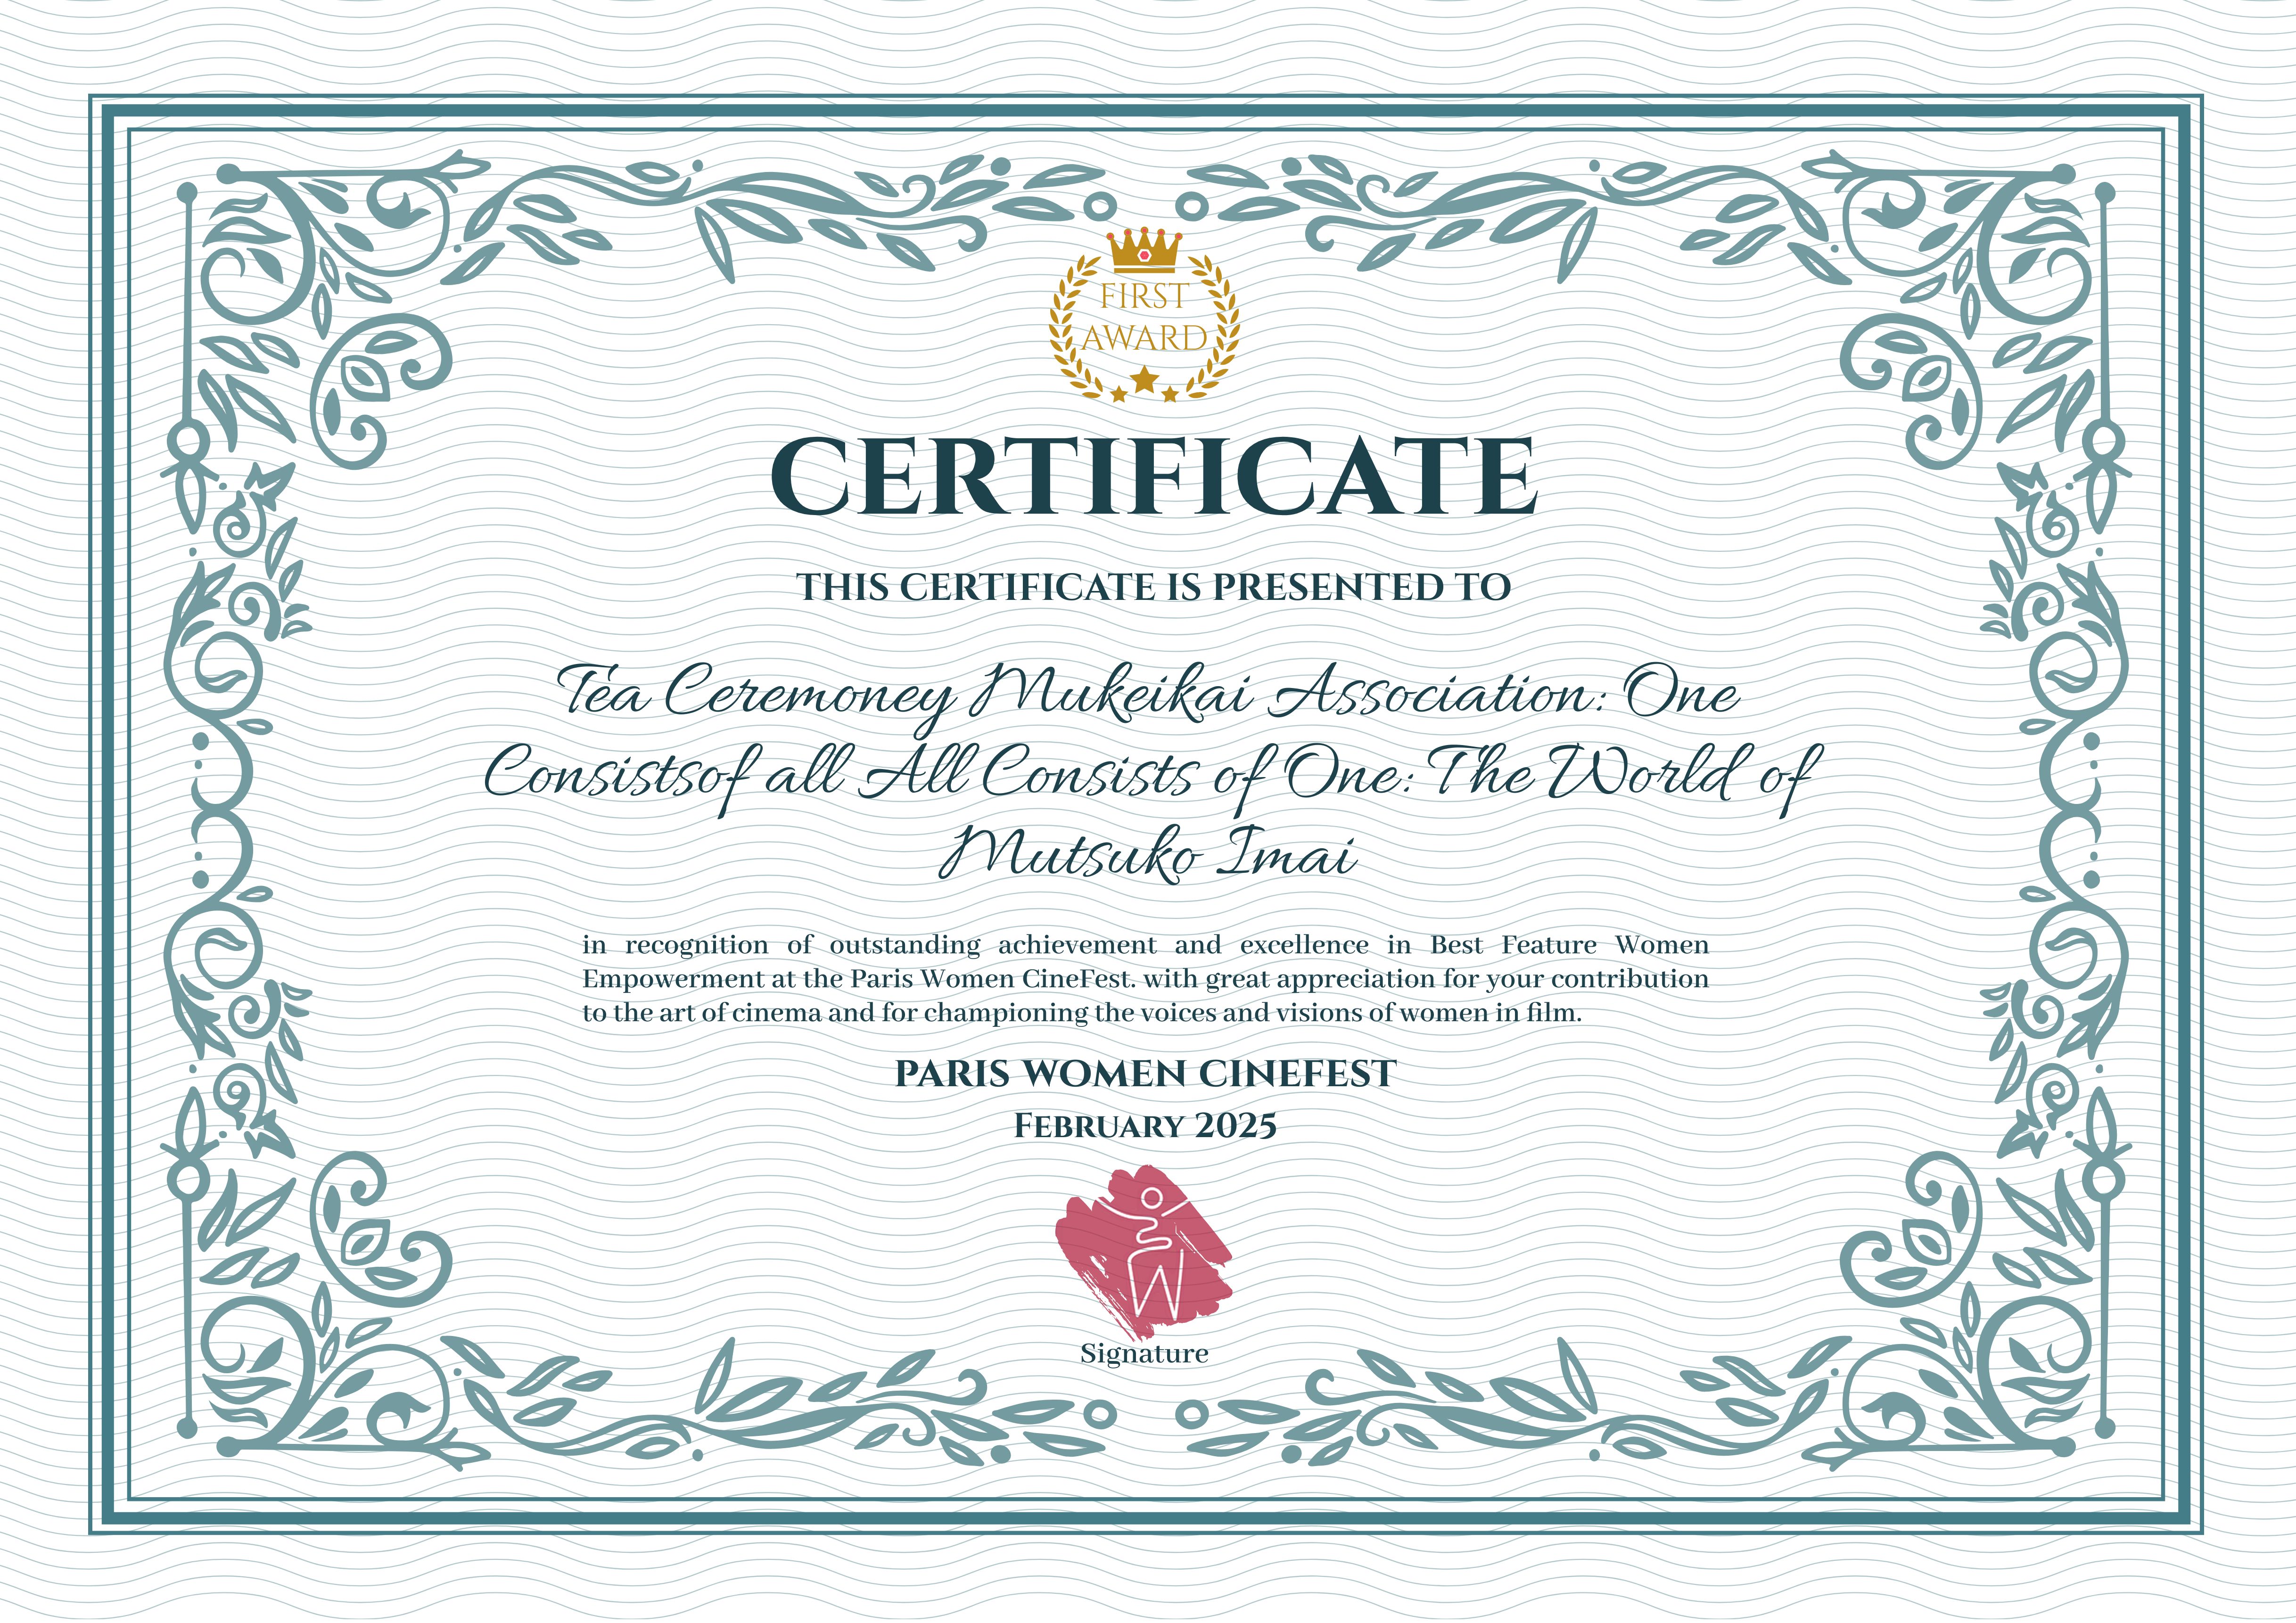 FIRST
AWARD
CERTIFICATE
THIS CERTIFICATE IS PRESENTED TO
Tea Ceremoney Mukeikai Association: One
Consistsof all All Consists of One: The World of
Mutsuko Imai
in recognition of outstanding achievement and excellence in Best Feature Women
Empowerment at the Paris Women CineFest. with great appreciation for your contribution
to the art of cinema and for championing the voices and visions of women in film.
PARIS WOMEN CINEFEST
FEBRUARY 2025
W
Signature